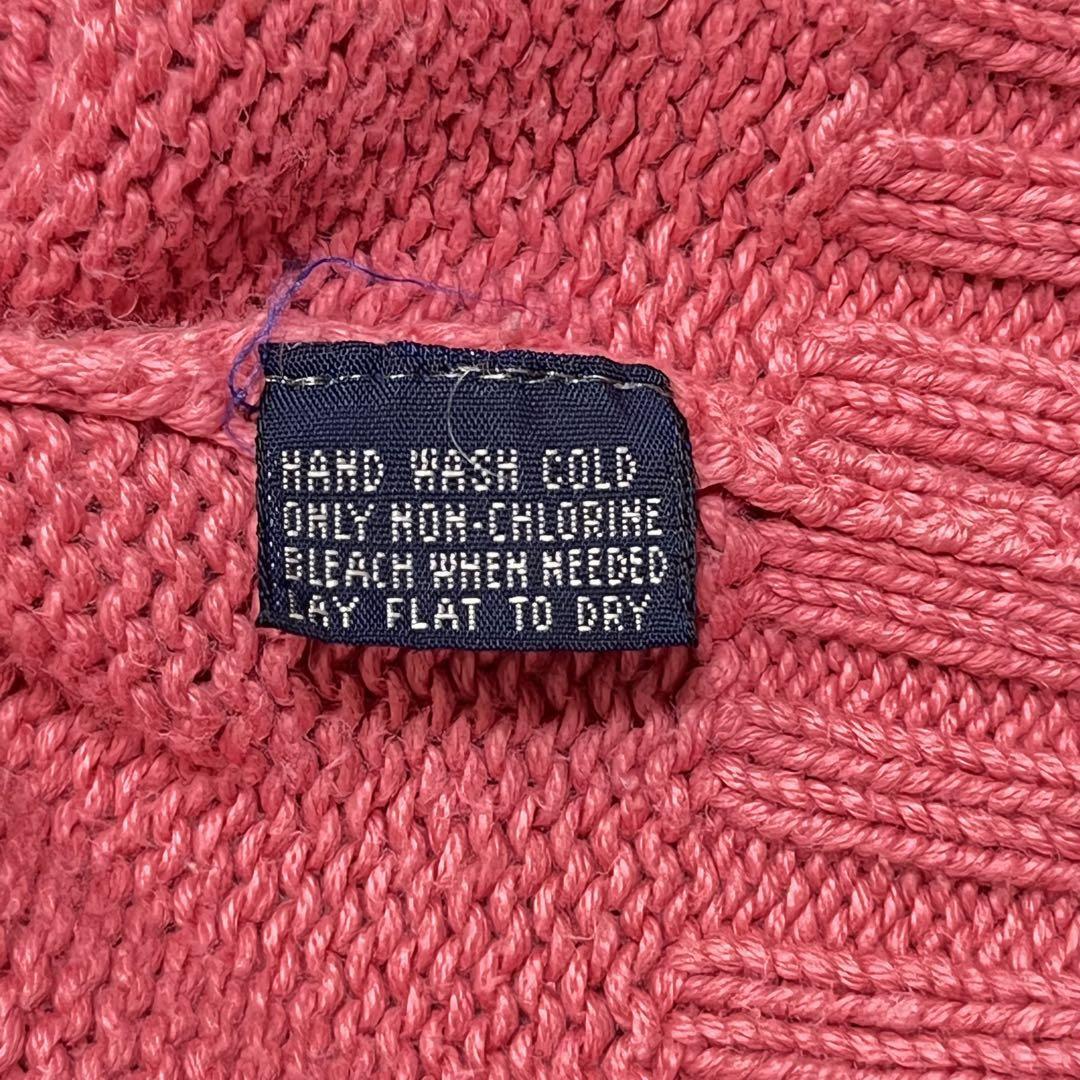 HAND WASH COLD
ONLY NON-CHLORINE
BLEACH WHEN NEEDED
LAY FLAT TO DRY